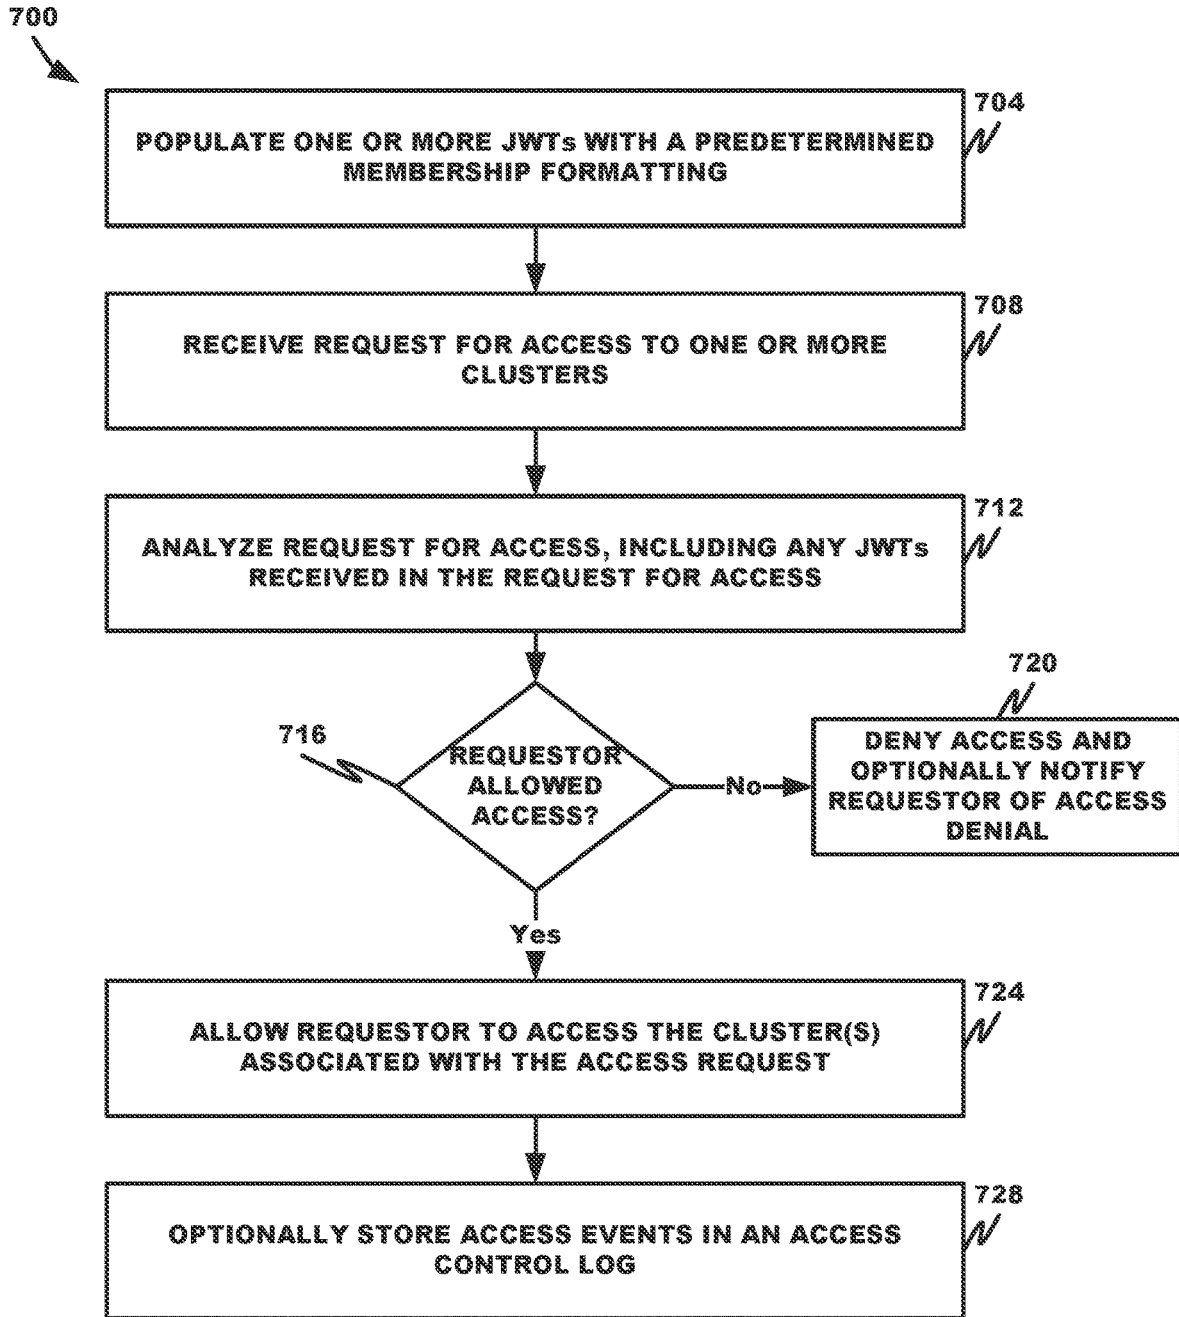 700
704
POPULATE ONE OR MORE JWTs WITH A PREDETERMINED
MEMBERSHIP FORMATTING
708
RECEIVE REQUEST FOR ACCESS TO ONE OR MORE
CLUSTERS
712
ANALYZE REQUEST FOR ACCESS, INCLUDING ANY JWTs
RECEIVED IN THE REQUEST FOR ACCESS
716
REQUESTOR
ALLOWED
ACCESS?
No
720
DENY ACCESS AND
OPTIONALLY NOTIFY
REQUESTOR OF ACCESS
DENIAL
Yes
724
ALLOW REQUESTOR TO ACCESS THE CLUSTER(S)
ASSOCIATED WITH THE ACCESS REQUEST
728
OPTIONALLY STORE ACCESS EVENTS IN AN ACCESS
CONTROL LOG